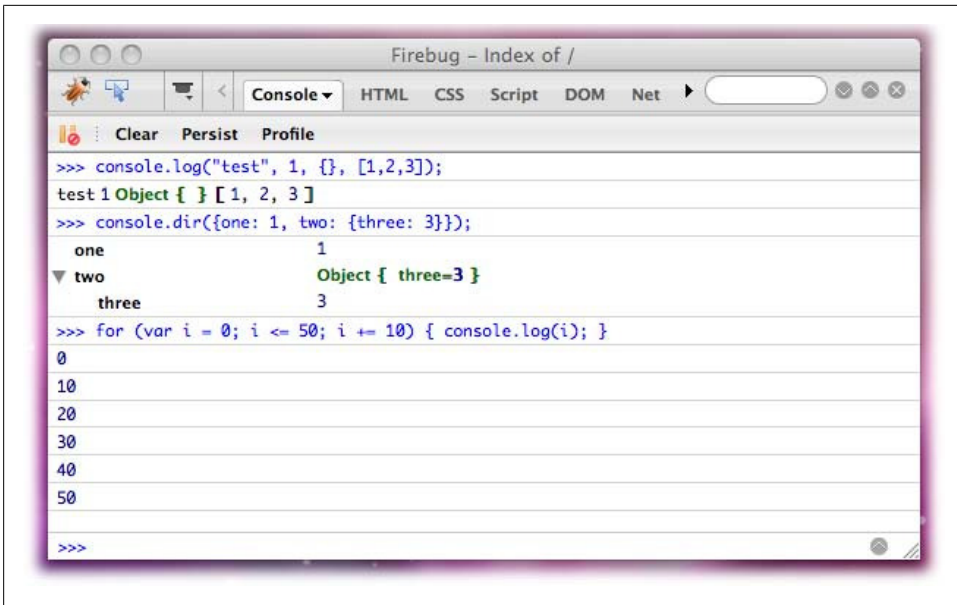 Firebug – Index of /
Console HTML CSS Script DOM Net
Clear Persist Profile
>>> console.log("test", 1, {}, [1,2,3]);
test 1 Object { } [ 1, 2, 3 ]
>>> console.dir({one: 1, two: {three: 3}});
one 1
two Object { three=3 }
three 3
>>> for (var i = 0; i <= 50; i += 10) { console.log(i); }
0
10
20
30
40
50
>>>